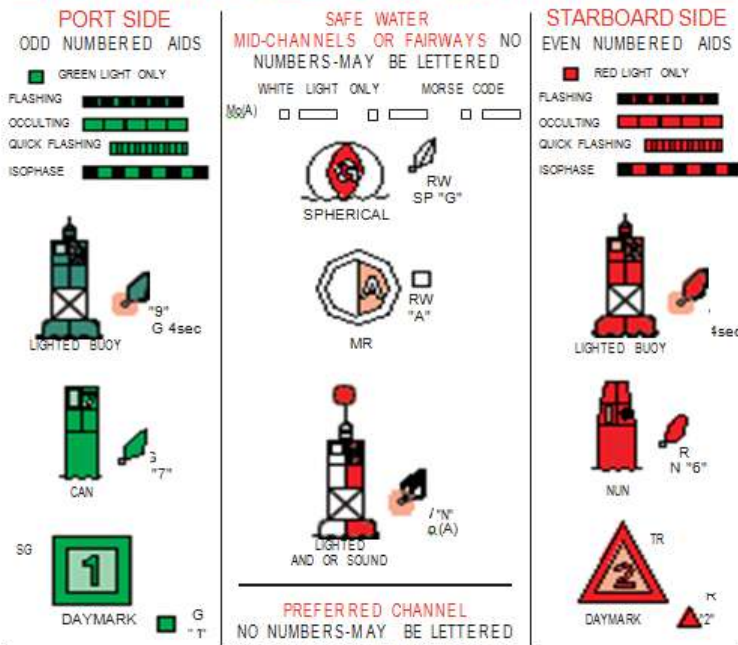 PORT SIDE
ODD NUMBERED AIDS
GREEN LIGHT ONLY
FLASHING
OCCULTING
QUICK FLASHING
ISOPHASE
"9"
G 4sec
LIGHTED BUOY
"7"
CAN
SG
1
DAYMARK
G
"1"
SAFE WATER
MID-CHANNELS OR FAIRWAYS NO
NUMBERS-MAY BE LETTERED
WHITE LIGHT ONLY MORSE CODE
Mo(A)
RW
SP "G"
SPHERICAL
A
RW
"A"
MR
"N"
(A)
LIGHTED
AND OR SOUND
PREFERRED CHANNEL
NO NUMBERS-MAY BE LETTERED
STARBOARD SIDE
EVEN NUMBERED AIDS
RED LIGHT ONLY
FLASHING
OCCULTING
QUICK FLASHING
ISOPHASE
4sec
LIGHTED BUOY
R
N "6"
NUN
TR
2
DAYMARK
R
"2"